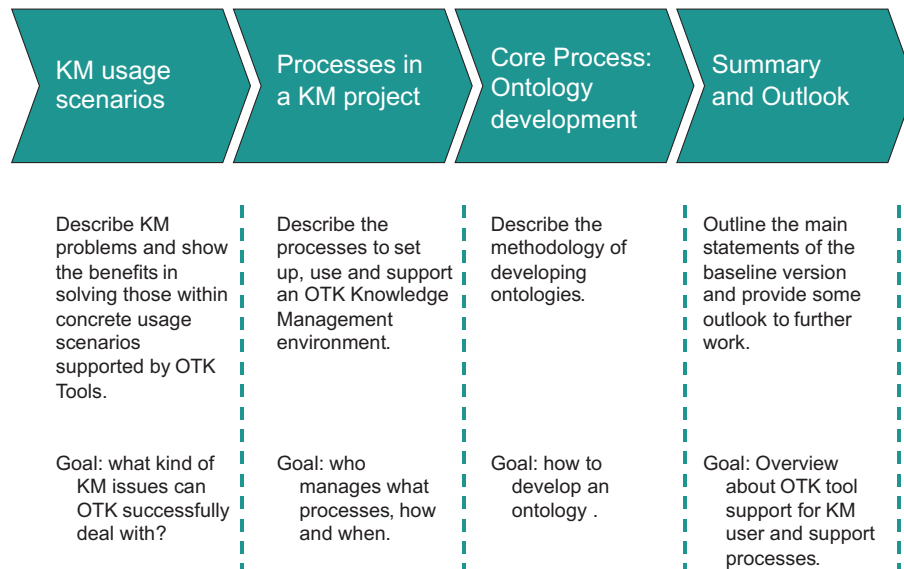 KM usage
scenarios
Processes in
a KM project
Core Process:
Ontology
development
Summary
and Outlook
Describe KM
problems and show
the benefits in
solving those within
concrete usage
scenarios
supported by OTK
Tools.
Describe the
processes to set
up, use and support
an OTK Knowledge
Management
environment.
Describe the
methodology of
developing
ontologies.
Outline the main
statements of the
baseline version
and provide some
outlook to further
work.
Goal: what kind of
KM issues can
OTK successfully
deal with?
Goal: who
manages what
processes, how
and when.
Goal: how to
develop an
ontology .
Goal: Overview
about OTK tool
support for KM
user and support
processes.